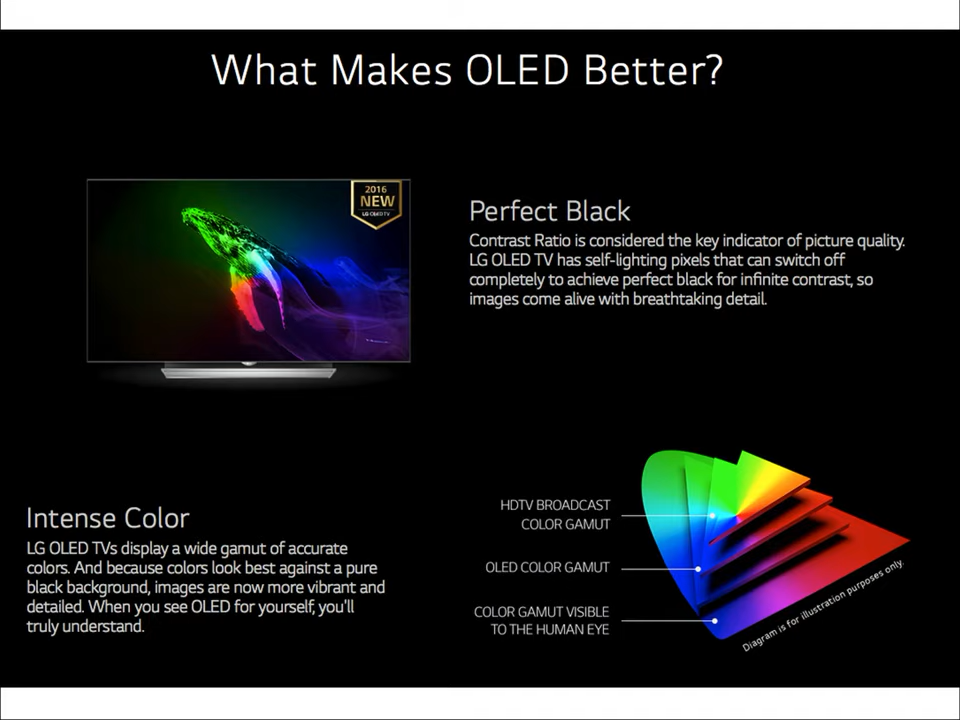 What Makes OLED Better?
2016
NEW
LG OLED TV
Perfect Black
Contrast Ratio is considered the key indicator of picture quality.
LG OLED TV has self-lighting pixels that can switch off
completely to achieve perfect black for infinite contrast, so
images come alive with breathtaking detail.
Intense Color
LG OLED TVs display a wide gamut of accurate
colors. And because colors look best against a pure
black background, images are now more vibrant and
detailed. When you see OLED for yourself, you'll
truly understand.
HDTV BROADCAST
COLOR GAMUT
OLED COLOR GAMUT
COLOR GAMUT VISIBLE
TO THE HUMAN EYE
Diagram is for illustration purposes only.